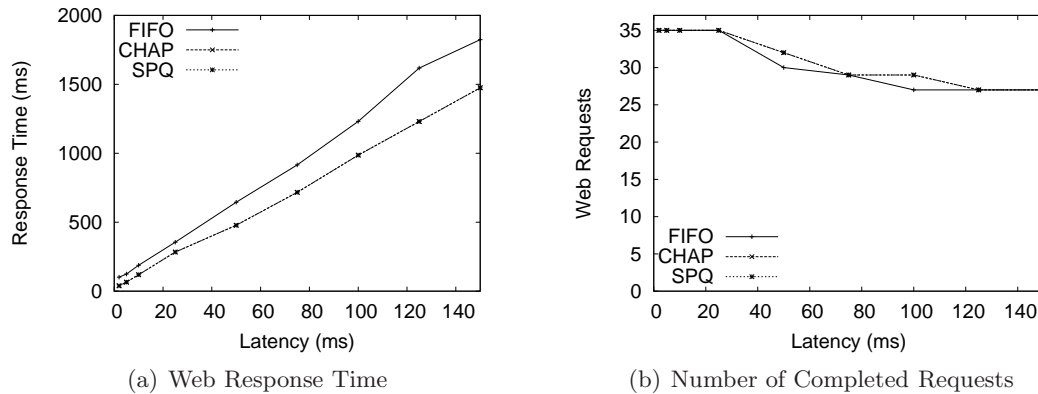 2000
1500
1000
500
0
Response Time (ms)
FIFO
CHAP
SPQ
0 20 40 60 80 100 120 140
Latency (ms)
(a) Web Response Time
35
30
25
20
15
10
5
0
Web Requests
FIFO
CHAP
SPQ
0 20 40 60 80 100 120 140
Latency (ms)
(b) Number of Completed Requests